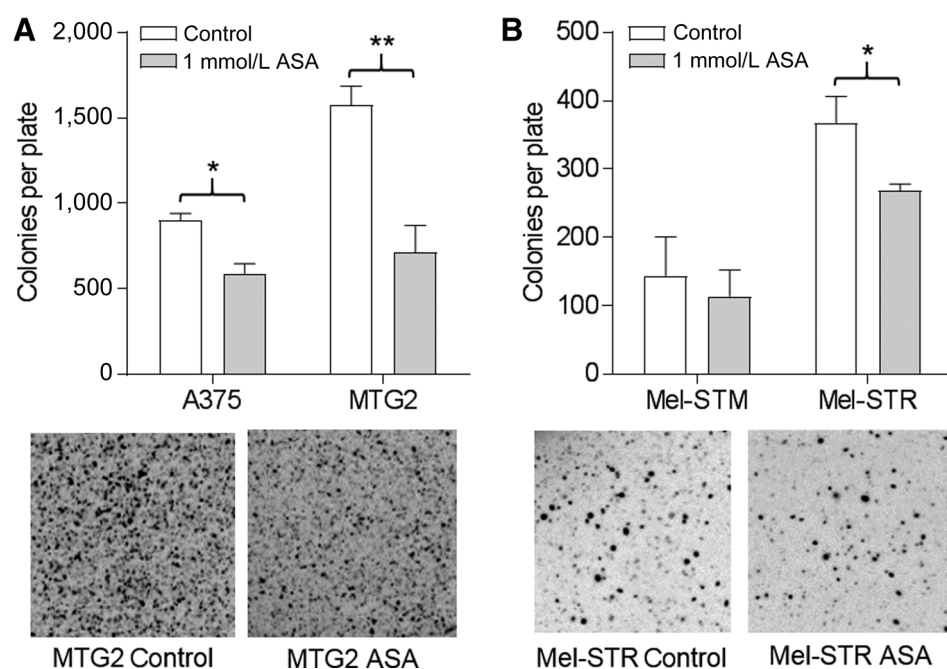 A
2,000
1,500
1,000
500
0
Colonies per plate
Control
1 mmol/L ASA
*
**
A375
MTG2
MTG2 Control
MTG2 ASA
B
500
400
300
200
100
0
Colonies per plate
Control
1 mmol/L ASA
*
Mel-STM
Mel-STR
Mel-STR Control
Mel-STR ASA